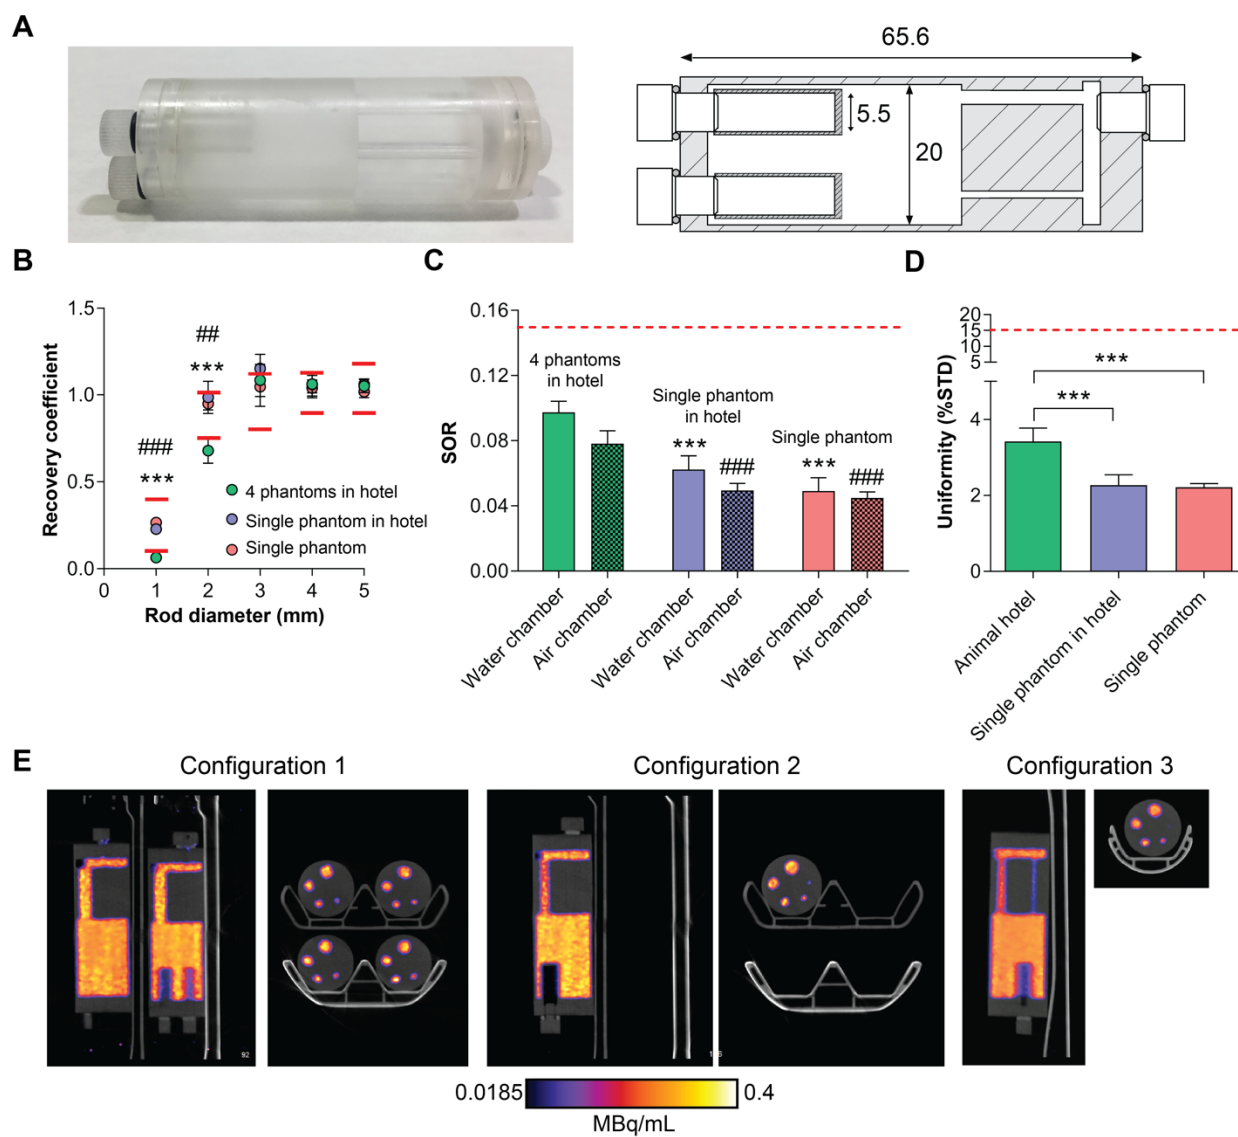 A
65.6
5.5
20
B
C
D
1.5
1.0
0.5
0.0
Recovery coefficient
##
***
###
***
4 phantoms in hotel
Single phantom in hotel
Single phantom
0
1
2
3
4
5
Rod diameter (mm)
0.16
0.12
0.08
0.04
0.00
SOR
4 phantoms
in hotel
Single phantom
in hotel
Single phantom
***
###
***
###
Water chamber
Air chamber
Water chamber
Air chamber
Water chamber
Air chamber
20
15
10
5
4
2
0
Uniformity (%STD)
***
***
Animal hotel
Single phantom in hotel
Single phantom
E
Configuration 1
Configuration 2
Configuration 3
92
0.0185
0.4
MBq/mL